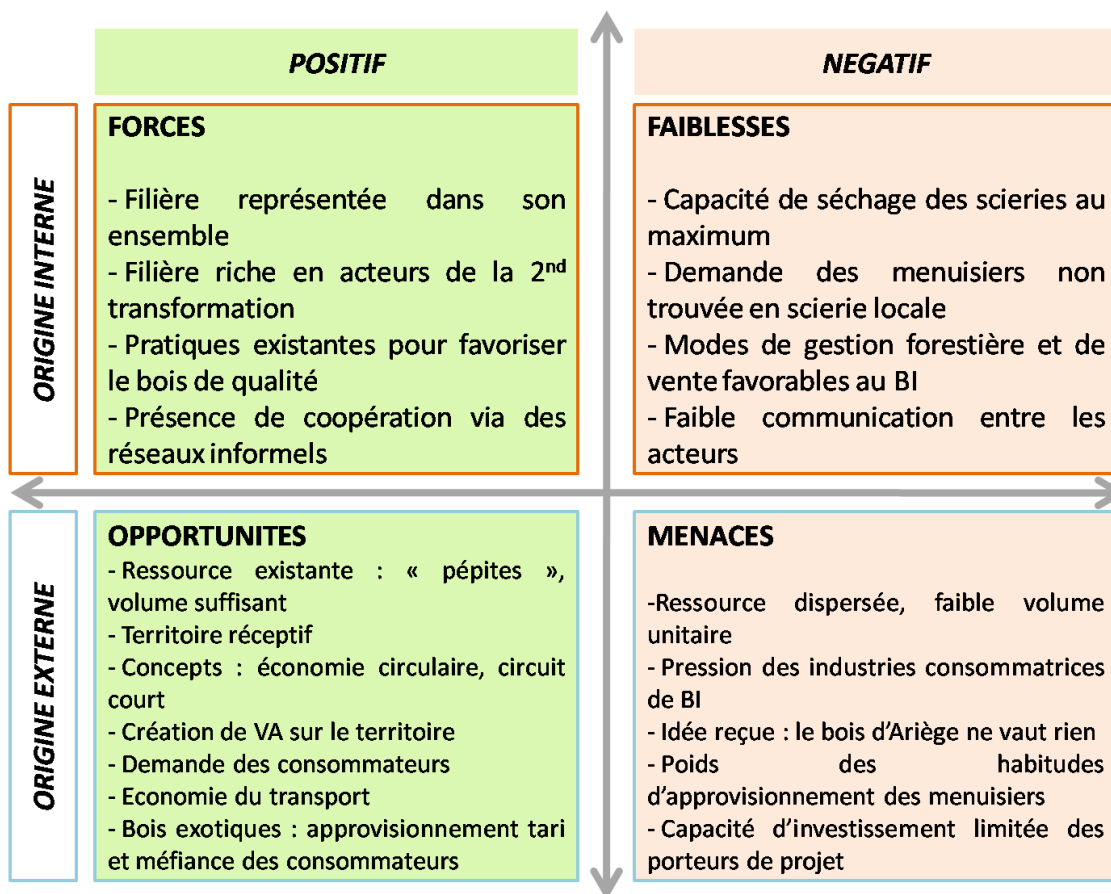 POSITIF
NEGATIF
ORIGINE INTERNE
FORCES
- Filière représentée dans son
ensemble
- Filière riche en acteurs de la 2nd
transformation
- Pratiques existantes pour favoriser
le bois de qualité
- Présence de coopération via des
réseaux informels
FAIBLESSES
- Capacité de séchage des scieries au
maximum
- Demande des menuisiers non
trouvée en scierie locale
- Modes de gestion forestière et de
vente favorables au BI
- Faible communication entre les
acteurs
ORIGINE EXTERNE
OPPORTUNITES
- Ressource existante : « pépites »,
volume suffisant
- Territoire réceptif
- Concepts : économie circulaire, circuit
court
- Création de VA sur le territoire
- Demande des consommateurs
- Economie du transport
- Bois exotiques : approvisionnement tari
et méfiance des consommateurs
MENACES
-Ressource dispersée, faible volume
unitaire
- Pression des industries consommatrices
de BI
- Idée reçue : le bois d'Ariège ne vaut rien
- Poids des habitudes
d'approvisionnement des menuisiers
- Capacité d'investissement limitée des
porteurs de projet